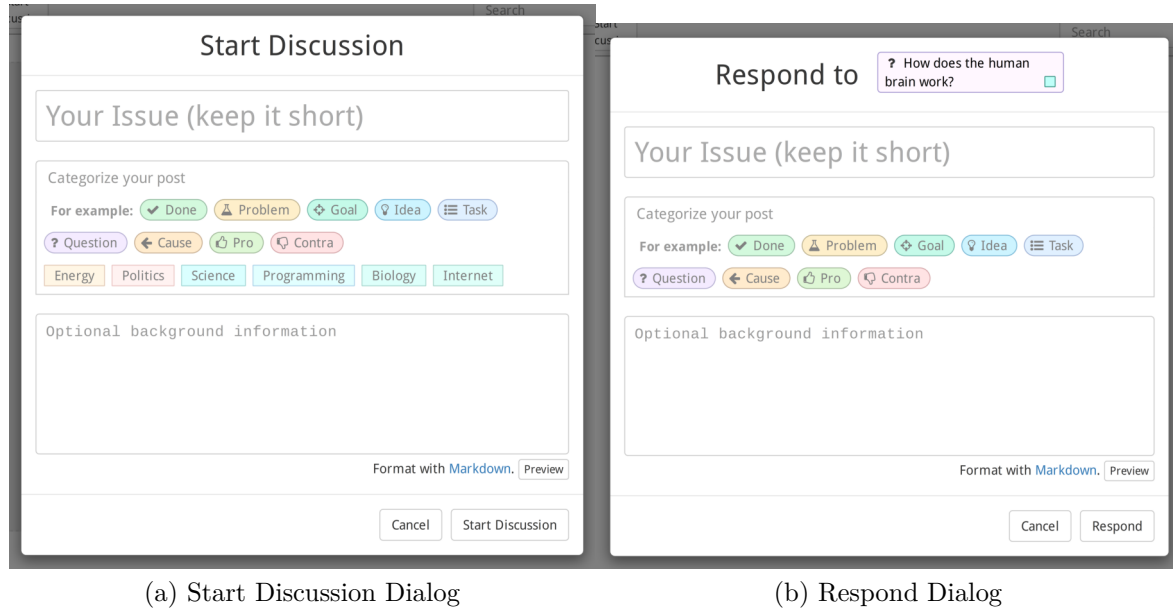 Search
Start Discussion
Your Issue (keep it short)
Categorize your post
For example: Done Problem Goal Idea Task
? Question Cause Pro Contra
Energy Politics Science Programming Biology Internet
Optional background information
Format with Markdown. Preview
Cancel Start Discussion
(a) Start Discussion Dialog
Search
Respond to ? How does the human
brain work?
Your Issue (keep it short)
Categorize your post
For example: Done Problem Goal Idea Task
? Question Cause Pro Contra
Optional background information
Format with Markdown. Preview
Cancel Respond
(b) Respond Dialog